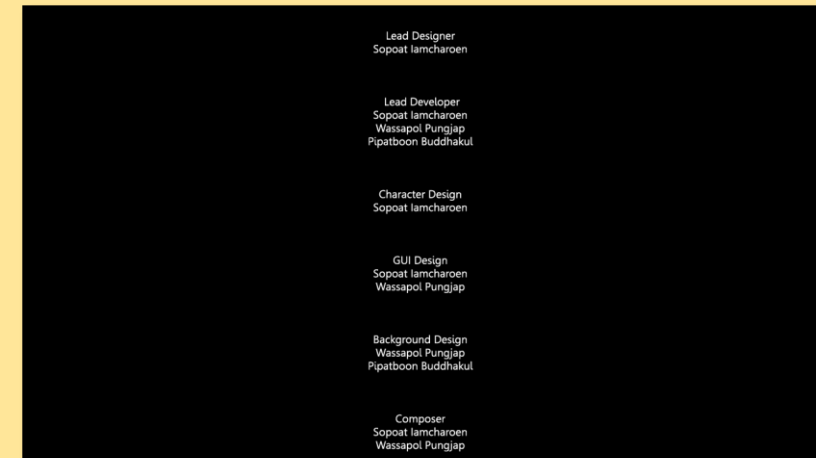 Lead Designer
Sopoat Iamcharoen
Lead Developer
Sopoat Iamcharoen
Wassapol Pungjap
Pipatboon Buddhakul
Character Design
Sopoat Iamcharoen
GUI Design
Sopoat Iamcharoen
Wassapol Pungjap
Background Design
Wassapol Pungjap
Pipatboon Buddhakul
Composer
Sopoat Iamcharoen
Wassapol Pungjap